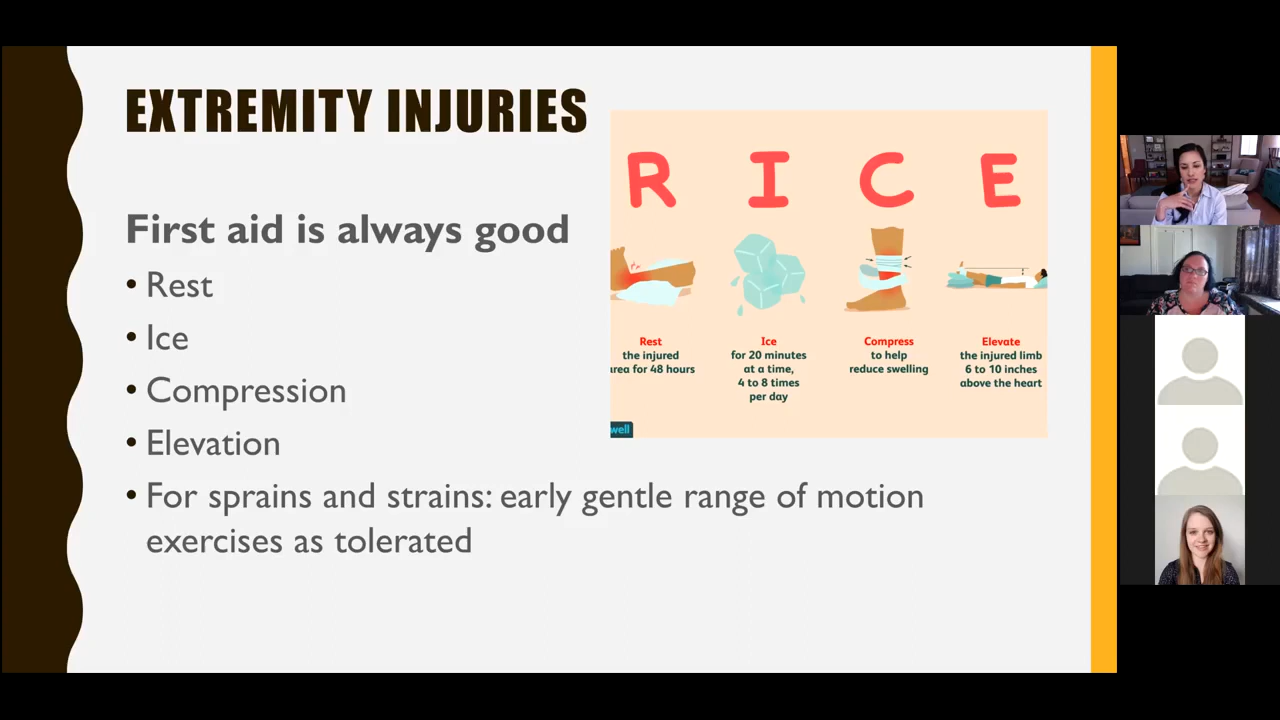 EXTREMITY INJURIES
First aid is always good
• Rest
• Ice
• Compression
• Elevation
• For sprains and strains: early gentle range of motion
exercises as tolerated
R I C E
Rest
the injured
area for 48 hours
Ice
for 20 minutes
at a time,
4 to 8 times
per day
Compress
to help
reduce swelling
Elevate
the injured limb
6 to 10 inches
above the heart
well